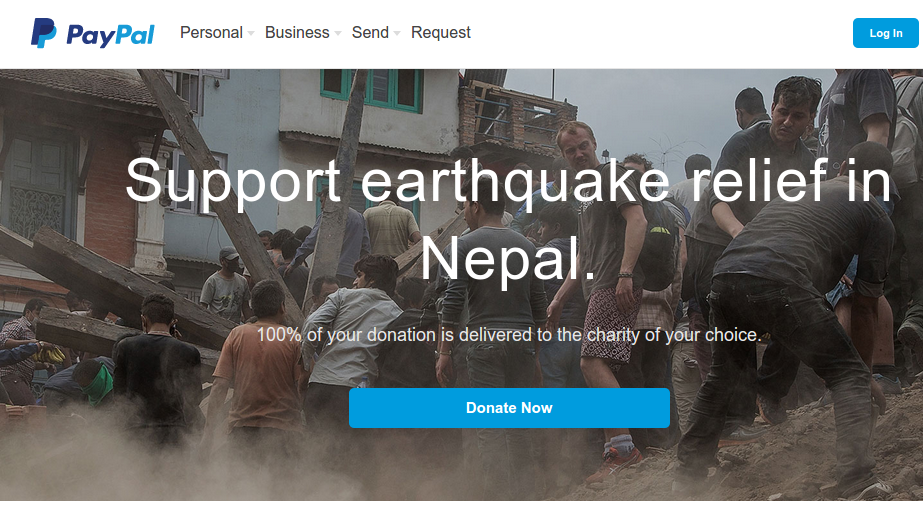 PayPal Personal Business Send Request Log In
Support earthquake relief in
Nepal.
100% of your donation is delivered to the charity of your choice.
Donate Now